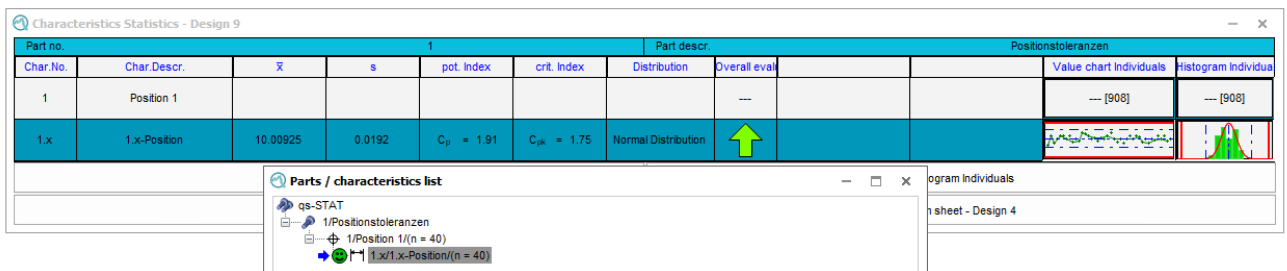 Characteristics Statistics - Design 9
Part no. 1 Part descr. Positionstoleranzen
Char.No. Char.Descr. x̅ s pot. Index crit. Index Distribution Overall evalu Value chart Individuals Histogram Individua
1 Position 1 --- --- [908] --- [908]
1.x 1.x-Position 10.00925 0.0192 Cp = 1.91 Cpk = 1.75 Normal Distribution
Parts / characteristics list
ogram Individuals
qs-STAT
n sheet - Design 4
1/Positionstoleranzen
1/Position 1/(n = 40)
1.x/1.x-Position/(n = 40)